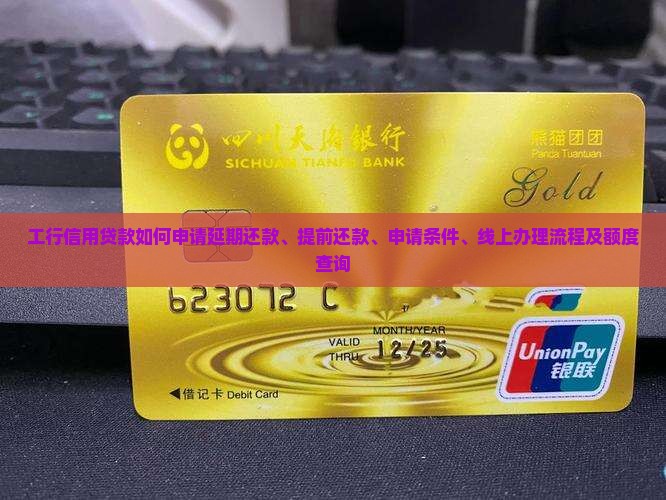 四川天府银行
SICHUAN TIANFU BANK
熊猫团团
Panda Tuantuan
Gold
工行信用贷款如何申请延期还款、提前还款、申请条件、线上办理流程及额度
查询
623072 C
MONTH/YEAR
VALID
THRU 12/25
UnionPay
银联
◀借记卡 Debit Card